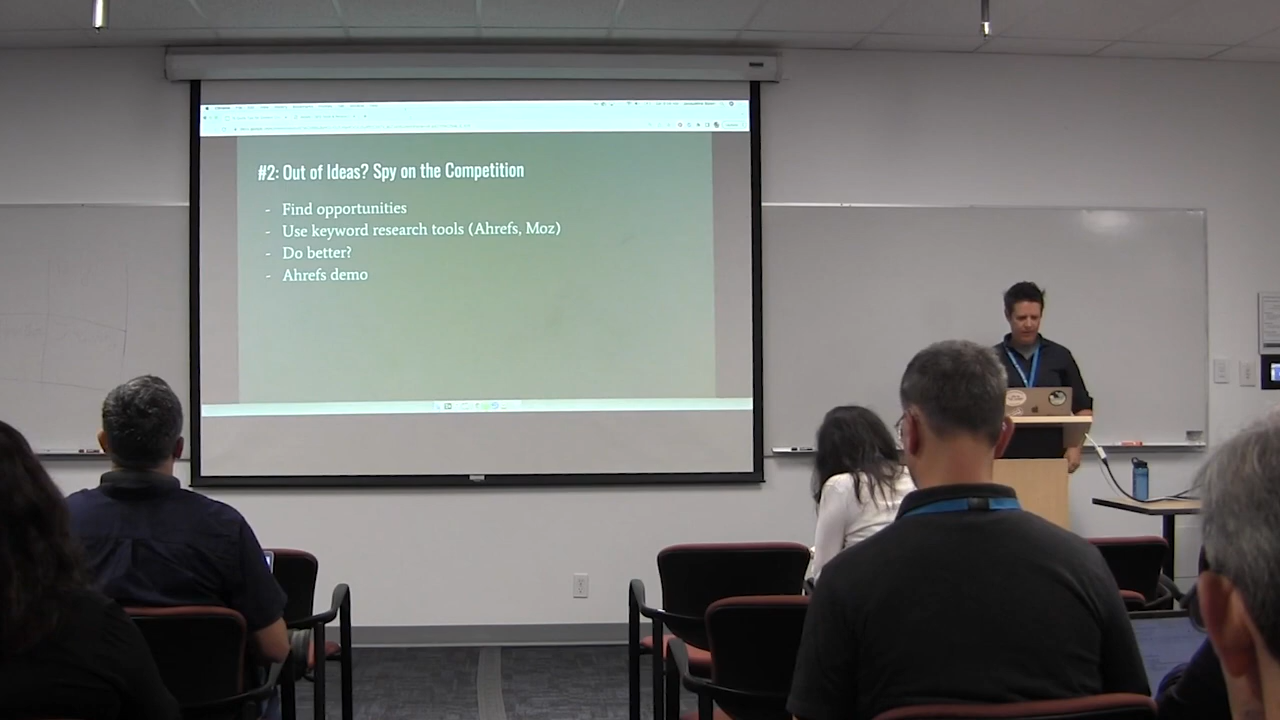 #2: Out of Ideas? Spy on the Competition
- Find opportunities
- Use keyword research tools (Ahrefs, Moz)
- Do better?
- Ahrefs demo